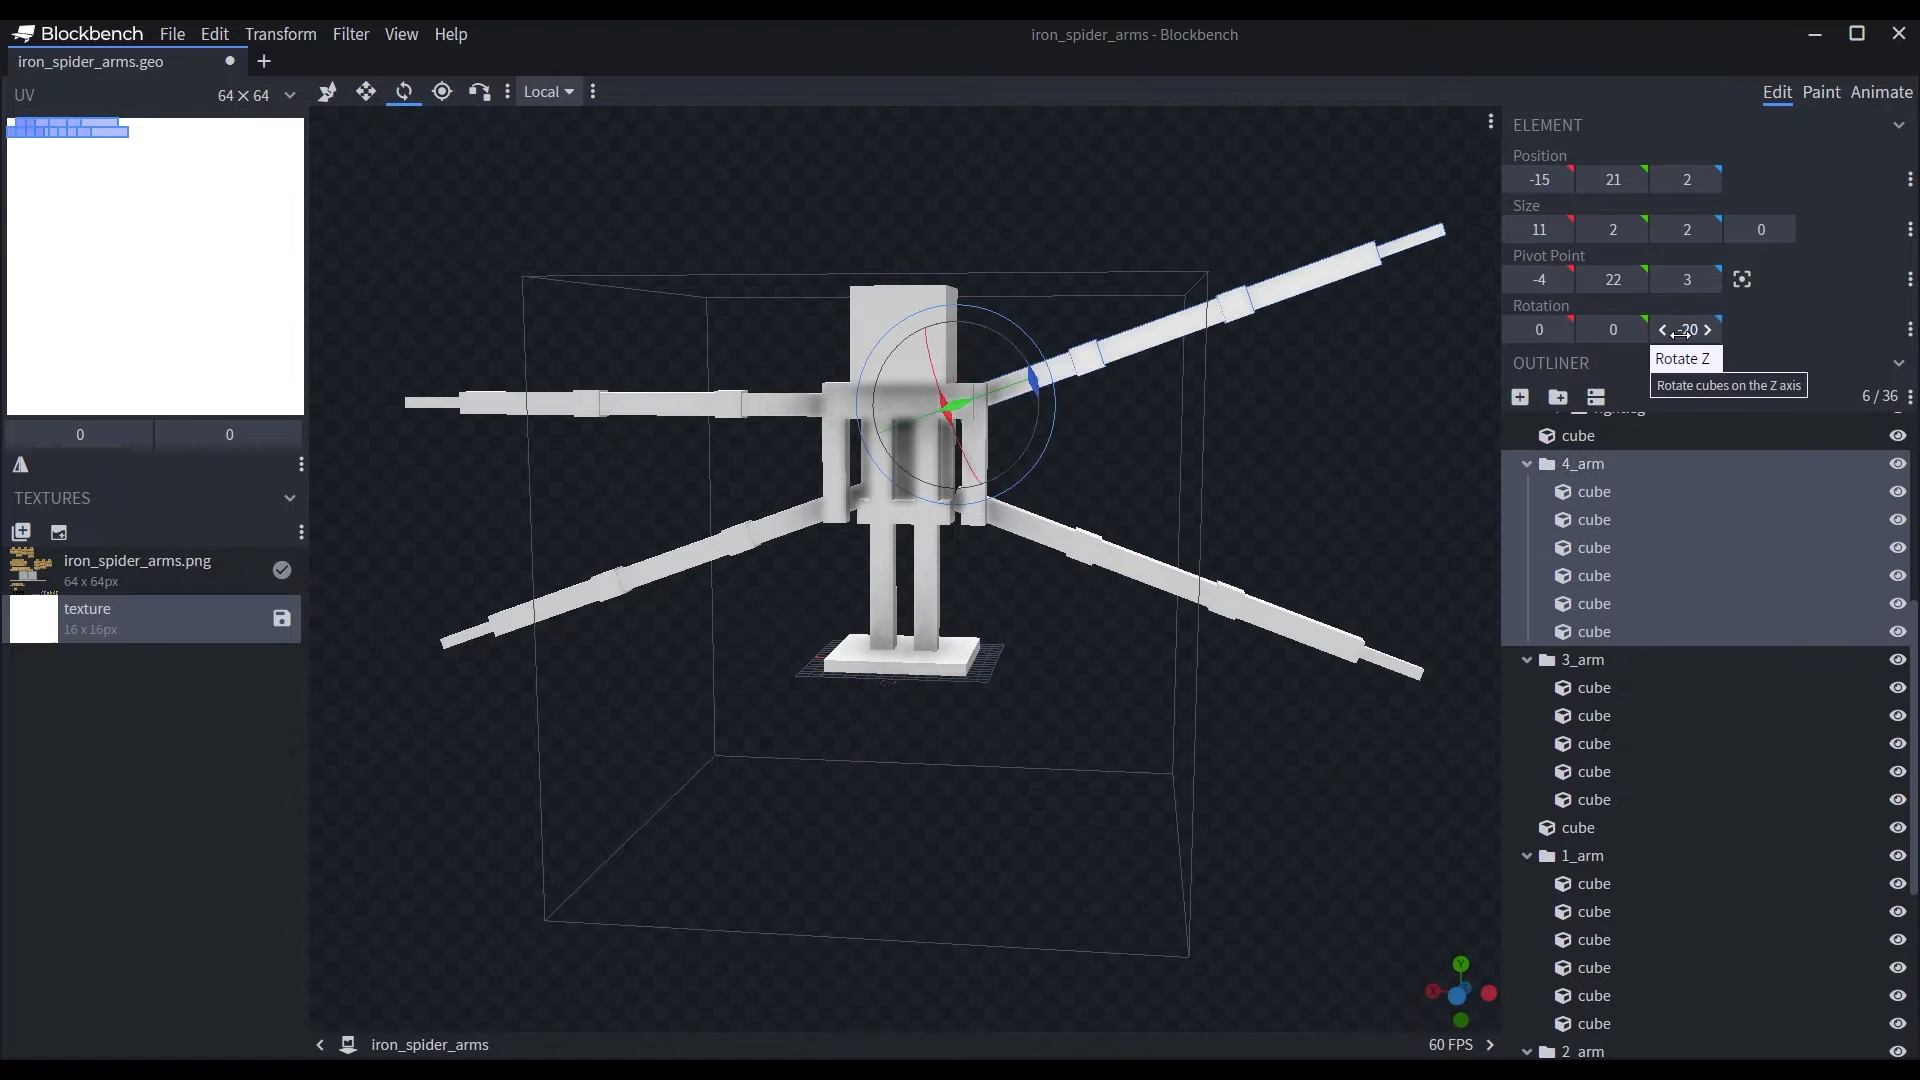 Blockbench File Edit Transform Filter View Help iron_spider_arms - Blockbench
iron_spider_arms.geo
UV 64 × 64
Local
Edit Paint Animate
ELEMENT
Position
-15 21 2
Size
11 2 2 0
Pivot Point
-4 22 3
Rotation
0 0 -20
Rotate Z
Rotate cubes on the Z axis
OUTLINER
6 / 36
cube
4_arm
cube
cube
cube
cube
cube
cube
3_arm
cube
cube
cube
cube
cube
cube
1_arm
cube
cube
cube
cube
cube
cube
2_arm
0 0
TEXTURES
iron_spider_arms.png
64 x 64px
texture
16 x 16px
Y
X
iron_spider_arms
60 FPS